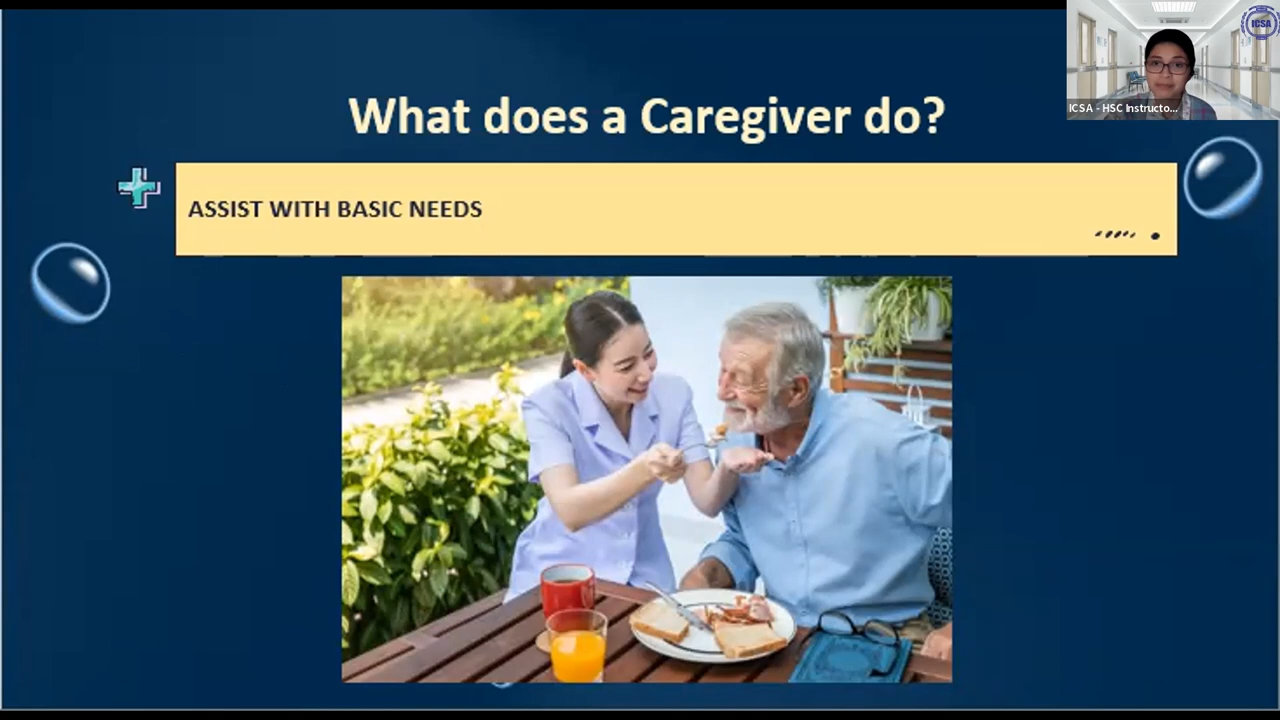 ICSA
ICSA - HSC Instructo...
What does a Caregiver do?
ASSIST WITH BASIC NEEDS